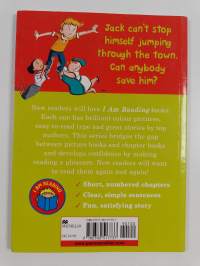 Jack can't stop
himself jumping
through the town.
Can anybody
save him?
New readers will love I Am Reading books.
Each one has brilliant colour pictures,
easy-to-read type and great stories by top
authors. This series bridges the gap
between picture books and chapter books
and develops confidence by making
reading a pleasure. New readers will
want to read them again and again!
I AM READING
Short, numbered chapters
Clear, simple sentences
Fun, satisfying story
MACMILLAN